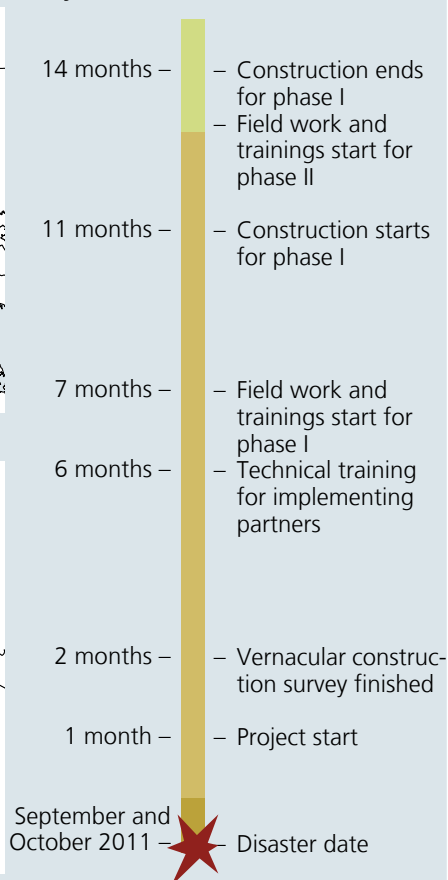 14 months –
– Construction ends
for phase I
– Field work and
trainings start for
phase II
11 months –
– Construction starts
for phase I
7 months –
– Field work and
trainings start for
phase I
6 months –
– Technical training
for implementing
partners
2 months –
– Vernacular construc-
tion survey finished
1 month –
– Project start
September and
October 2011 –
– Disaster date